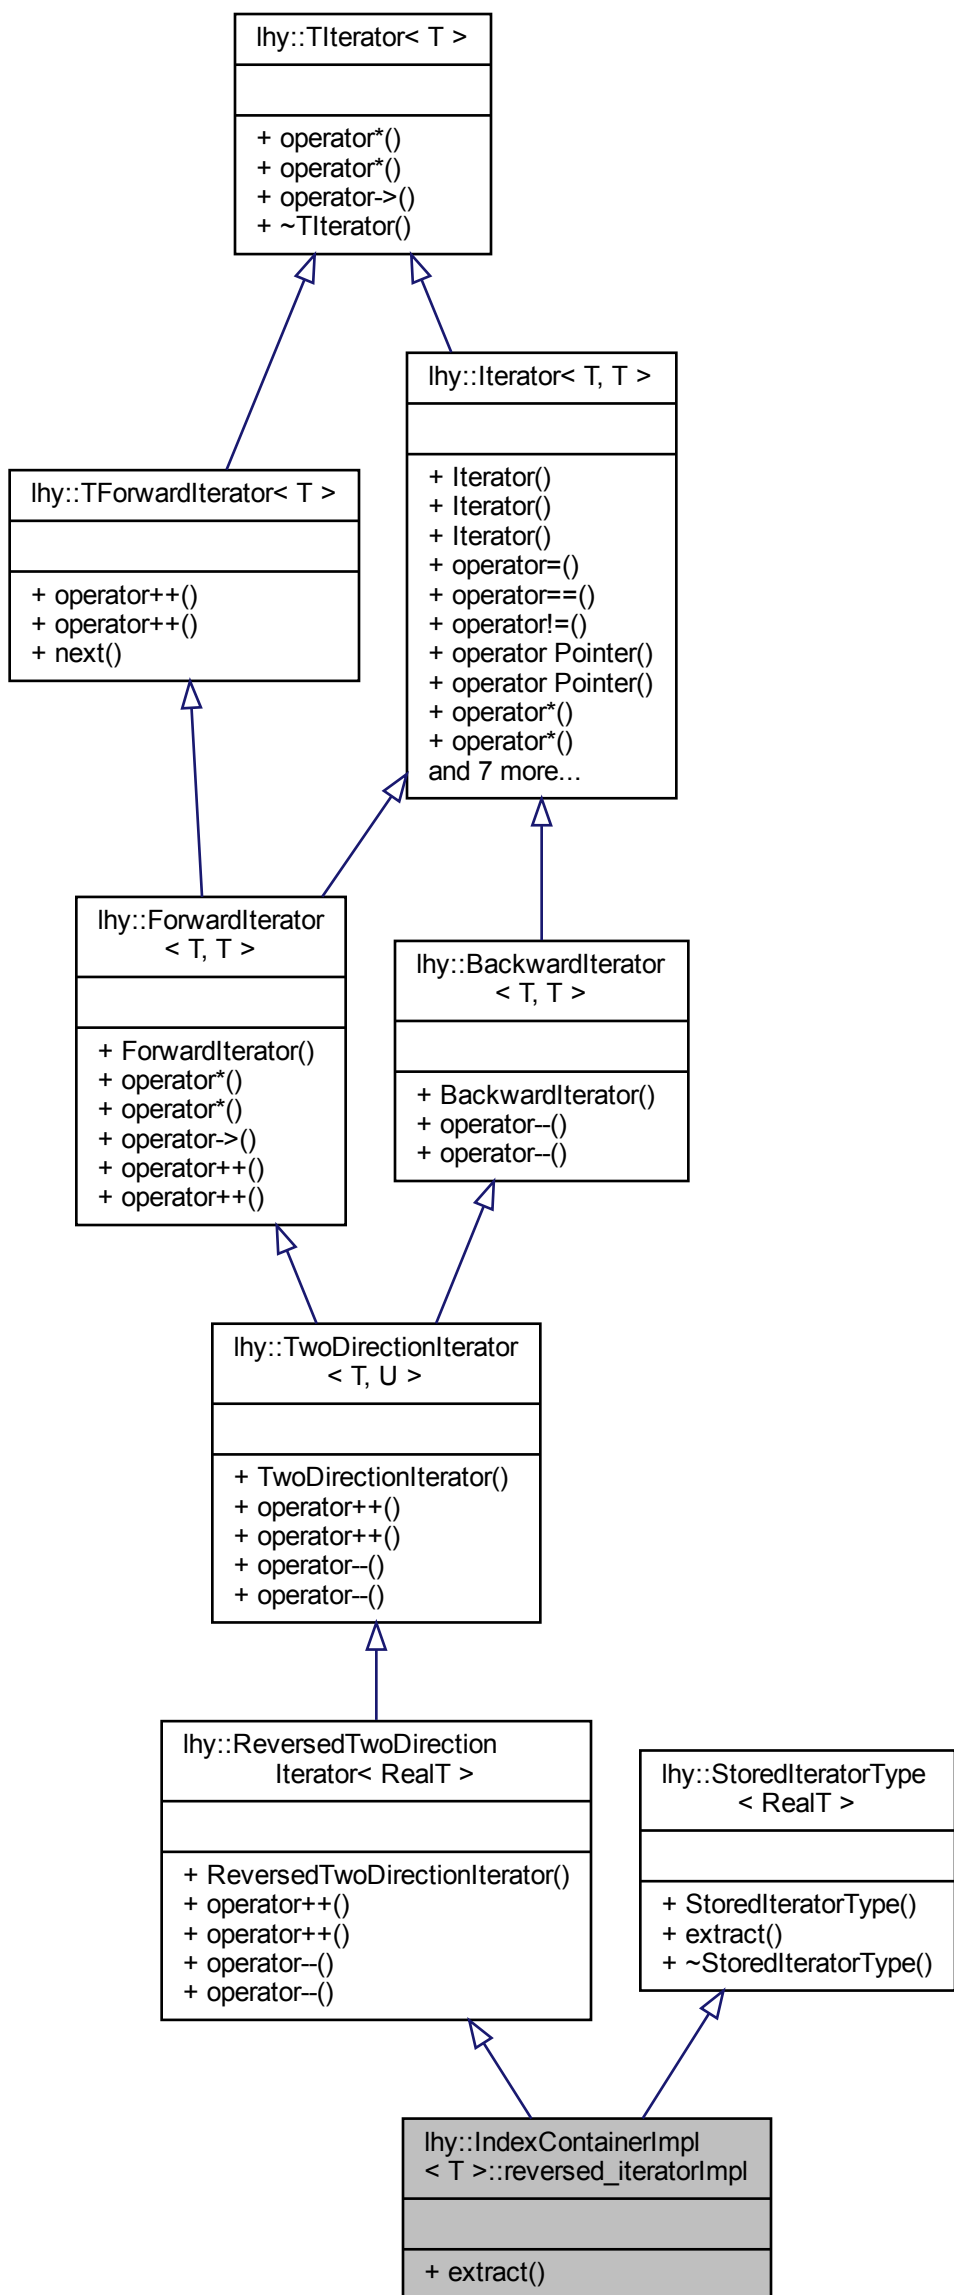 lhy::TIterator< T >
+ operator*()
+ operator*()
+ operator->()
+ ~TIterator()
lhy::Iterator< T, T >
+ Iterator()
+ Iterator()
+ Iterator()
+ operator=()
+ operator==()
+ operator!=()
+ operator Pointer()
+ operator Pointer()
+ operator*()
+ operator*()
and 7 more...
lhy::TForwardIterator< T >
+ operator++()
+ operator++()
+ next()
lhy::ForwardIterator
< T, T >
+ ForwardIterator()
+ operator*()
+ operator*()
+ operator->()
+ operator++()
+ operator++()
lhy::BackwardIterator
< T, T >
+ BackwardIterator()
+ operator--()
+ operator--()
lhy::TwoDirectionIterator
< T, U >
+ TwoDirectionIterator()
+ operator++()
+ operator++()
+ operator--()
+ operator--()
lhy::ReversedTwoDirection
Iterator< RealT >
+ ReversedTwoDirectionIterator()
+ operator++()
+ operator++()
+ operator--()
+ operator--()
lhy::StoredIteratorType
< RealT >
+ StoredIteratorType()
+ extract()
+ ~StoredIteratorType()
lhy::IndexContainerImpl
< T >::reversed_iteratorImpl
+ extract()